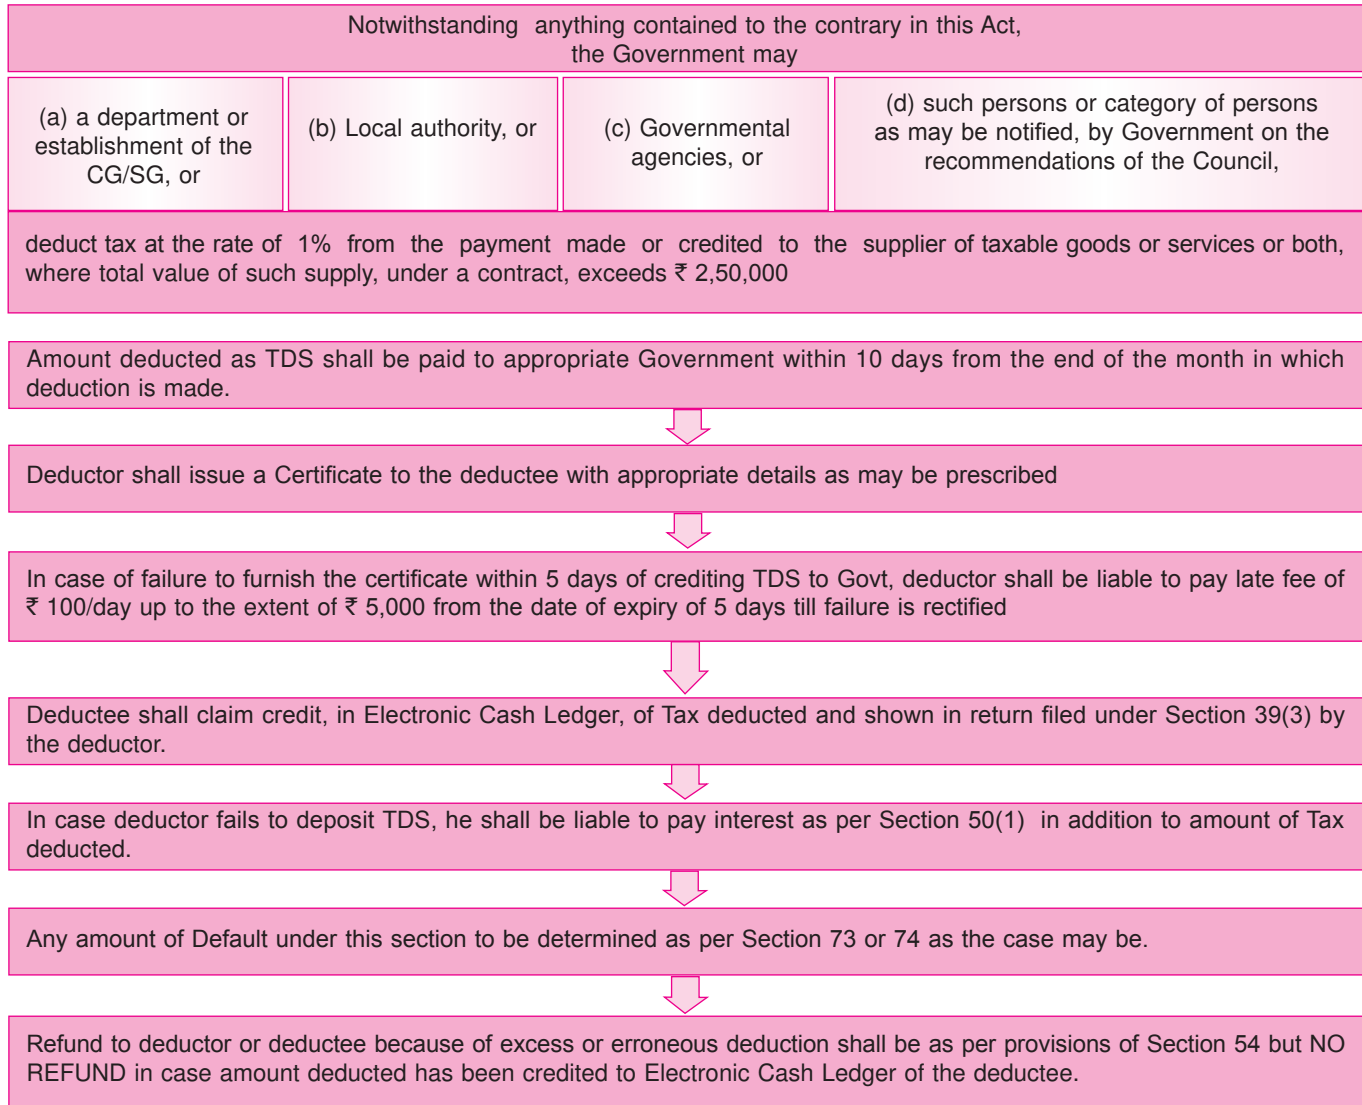 Notwithstanding anything contained to the contrary in this Act,
the Government may
(a) a department or
establishment of the
CG/SG, or
(b) Local authority, or
(c) Governmental
agencies, or
(d) such persons or category of persons
as may be notified, by Government on the
recommendations of the Council,
deduct tax at the rate of 1% from the payment made or credited to the supplier of taxable goods or services or both,
where total value of such supply, under a contract, exceeds ₹ 2,50,000
Amount deducted as TDS shall be paid to appropriate Government within 10 days from the end of the month in which
deduction is made.
Deductor shall issue a Certificate to the deductee with appropriate details as may be prescribed
In case of failure to furnish the certificate within 5 days of crediting TDS to Govt, deductor shall be liable to pay late fee of
₹ 100/day up to the extent of ₹ 5,000 from the date of expiry of 5 days till failure is rectified
Deductee shall claim credit, in Electronic Cash Ledger, of Tax deducted and shown in return filed under Section 39(3) by
the deductor.
In case deductor fails to deposit TDS, he shall be liable to pay interest as per Section 50(1) in addition to amount of Tax
deducted.
Any amount of Default under this section to be determined as per Section 73 or 74 as the case may be.
Refund to deductor or deductee because of excess or erroneous deduction shall be as per provisions of Section 54 but NO
REFUND in case amount deducted has been credited to Electronic Cash Ledger of the deductee.